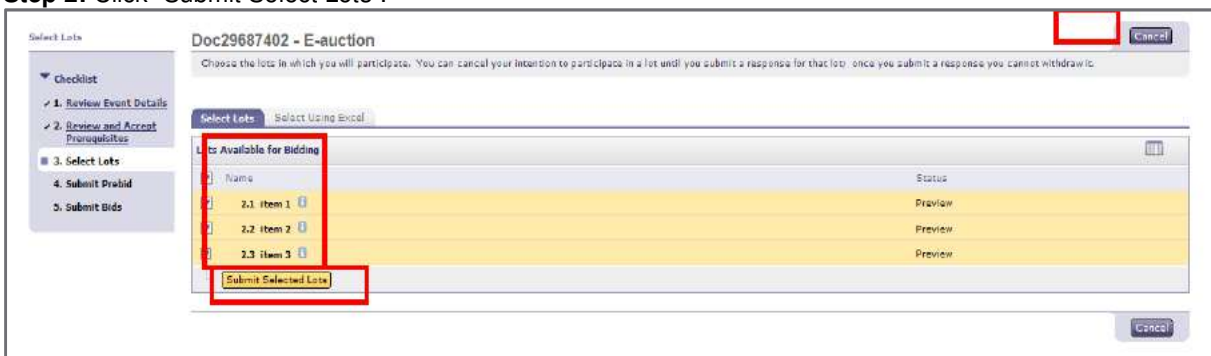 Step 2: Click "Submit Select Lots".
Select Lots
Doc29687402 - E-auction
Cancel
Choose the lots in which you will participate. You can cancel your intention to participate in a lot until you submit a response for that lot; once you submit a response you cannot withdraw it.
Checklist
1. Review Event Details
2. Review and Accept
Prerequisites
3. Select Lots
4. Submit Prebid
5. Submit Bids
Select Lots
Select Using Excel
Lots Available for Bidding
Name
Status
2.1 item 1
Preview
2.2 item 2
Preview
2.3 item 3
Preview
Submit Selected Lots
Cancel